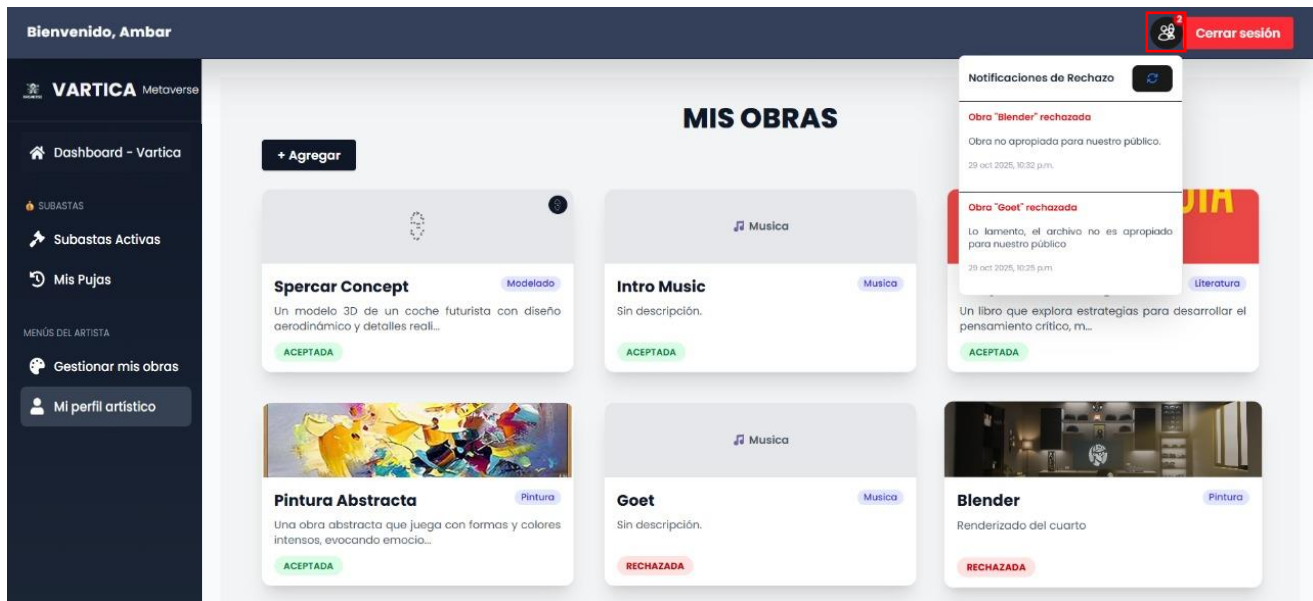 Bienvenido, Ambar
2
Cerrar sesión
VARTICA Metaverse
Dashboard - Vartica
SUBASTAS
Subastas Activas
Mis Pujas
MENÚS DEL ARTISTA
Gestionar mis obras
Mi perfil artístico
MIS OBRAS
+ Agregar
Notificaciones de Rechazo
Obra "Blender" rechazada
Obra no apropiada para nuestro público.
29 oct 2025, 10:32 p.m.
Obra "Goet" rechazada
Lo lamento, el archivo no es apropiado
para nuestro público
29 oct 2025, 10:25 p.m.
Spercar Concept
Modelado
Un modelo 3D de un coche futurista con diseño
aerodinámico y detalles reali...
ACEPTADA
Musica
Intro Music
Musica
Sin descripción.
ACEPTADA
Literatura
Un libro que explora estrategias para desarrollar el
pensamiento crítico, m...
ACEPTADA
Pintura Abstracta
Pintura
Una obra abstracta que juega con formas y colores
intensos, evocando emocio...
ACEPTADA
Musica
Goet
Musica
Sin descripción.
RECHAZADA
Blender
Pintura
Renderizado del cuarto
RECHAZADA